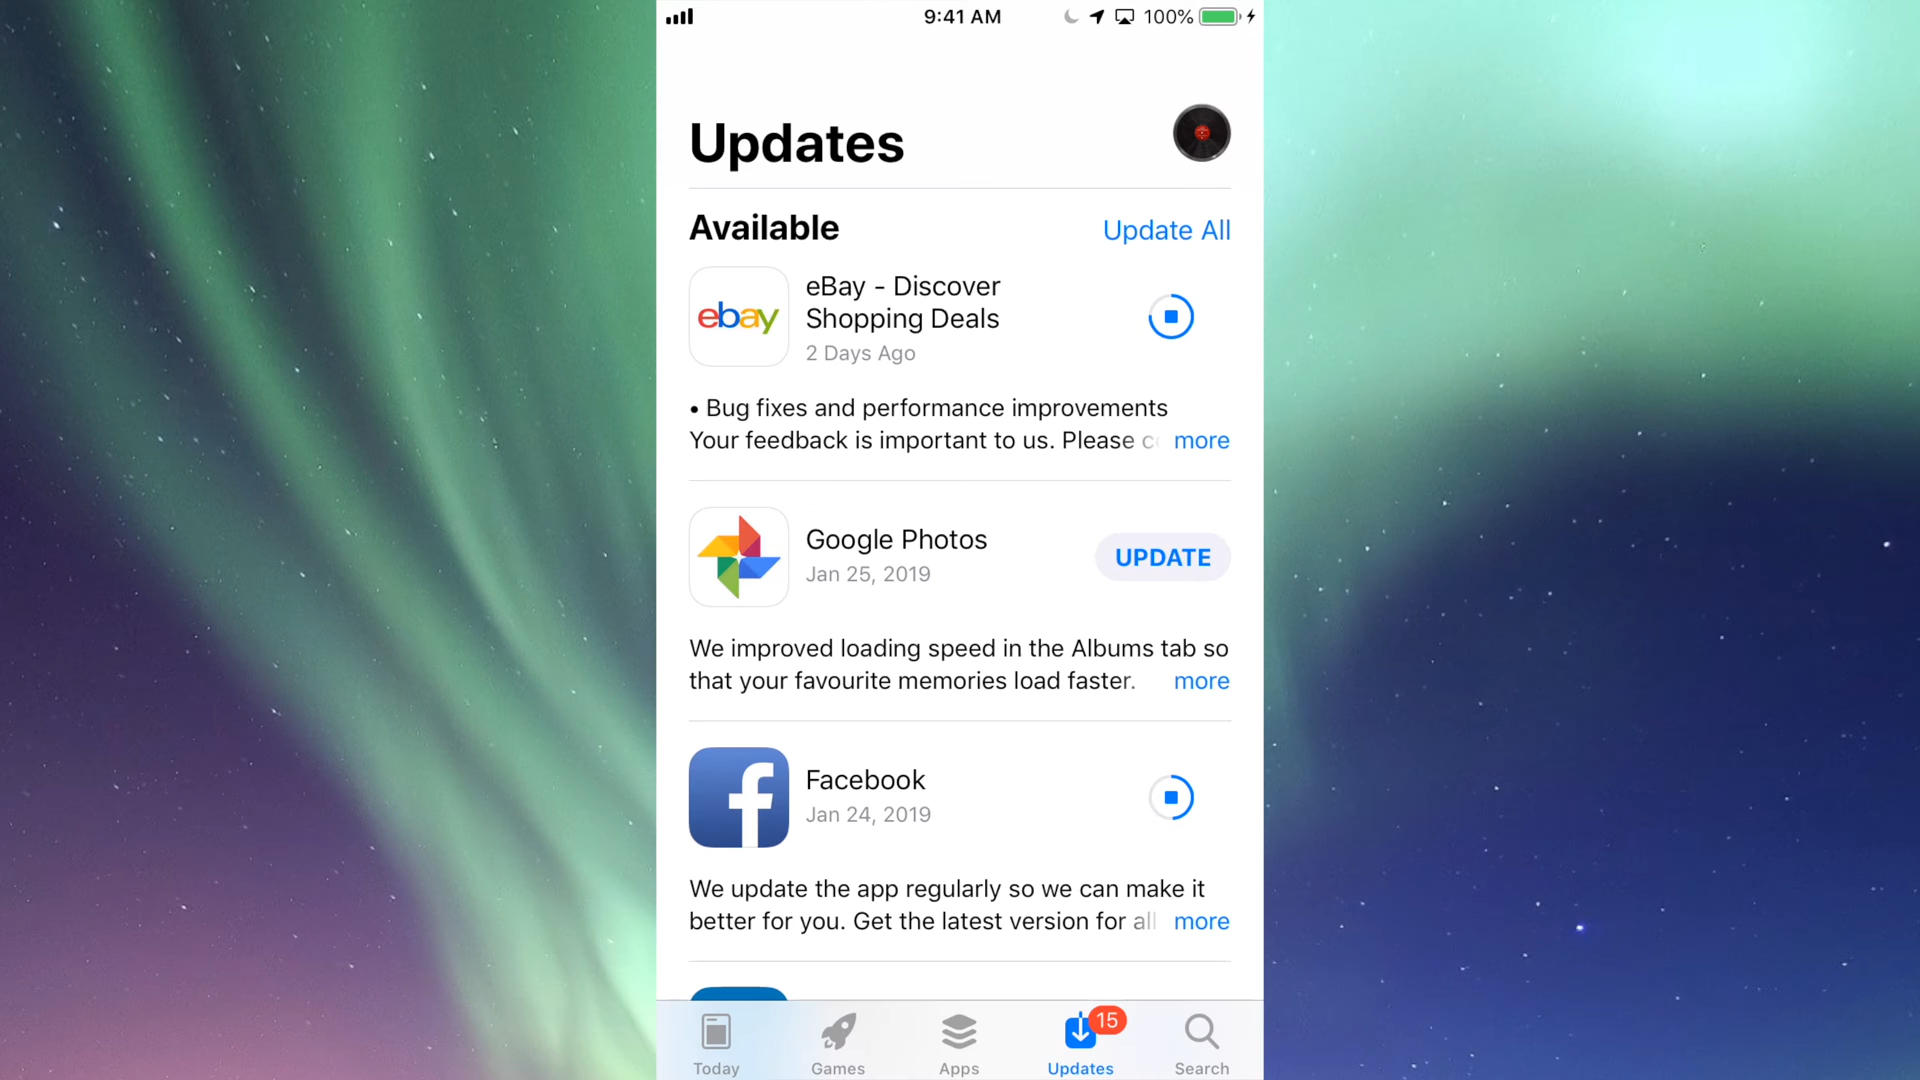 9:41 AM
100%
Updates
Available
Update All
ebay
eBay - Discover
Shopping Deals
2 Days Ago
• Bug fixes and performance improvements
Your feedback is important to us. Please c
more
Google Photos
Jan 25, 2019
UPDATE
We improved loading speed in the Albums tab so
that your favourite memories load faster.
more
f
Facebook
Jan 24, 2019
We update the app regularly so we can make it
better for you. Get the latest version for all
more
15
Today
Games
Apps
Updates
Search